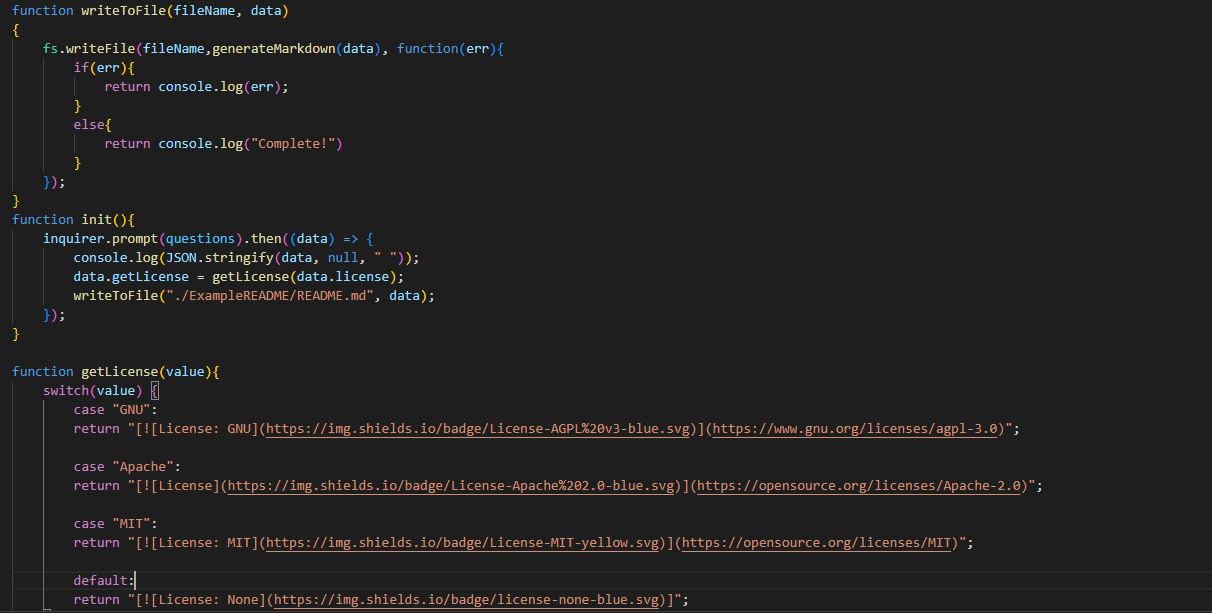 function writeToFile(fileName, data)
{
    fs.writeFile(fileName,generateMarkdown(data), function(err){
        if(err){
            return console.log(err);
        }
        else{
            return console.log("Complete!")
        }
    });
}
function init(){
    inquirer.prompt(questions).then((data) => {
        console.log(JSON.stringify(data, null, " "));
        data.getLicense = getLicense(data.license);
        writeToFile("./ExampleREADME/README.md", data);
    });
}

function getLicense(value){
    switch(value) {
        case "GNU":
        return "[![License: GNU](https://img.shields.io/badge/License-AGPL%20v3-blue.svg)](https://www.gnu.org/licenses/agpl-3.0)";

        case "Apache":
        return "[![License](https://img.shields.io/badge/License-Apache%202.0-blue.svg)](https://opensource.org/licenses/Apache-2.0)";

        case "MIT":
        return "[![License: MIT](https://img.shields.io/badge/License-MIT-yellow.svg)](https://opensource.org/licenses/MIT)";

        default:
        return "[![License: None](https://img.shields.io/badge/license-none-blue.svg)]";